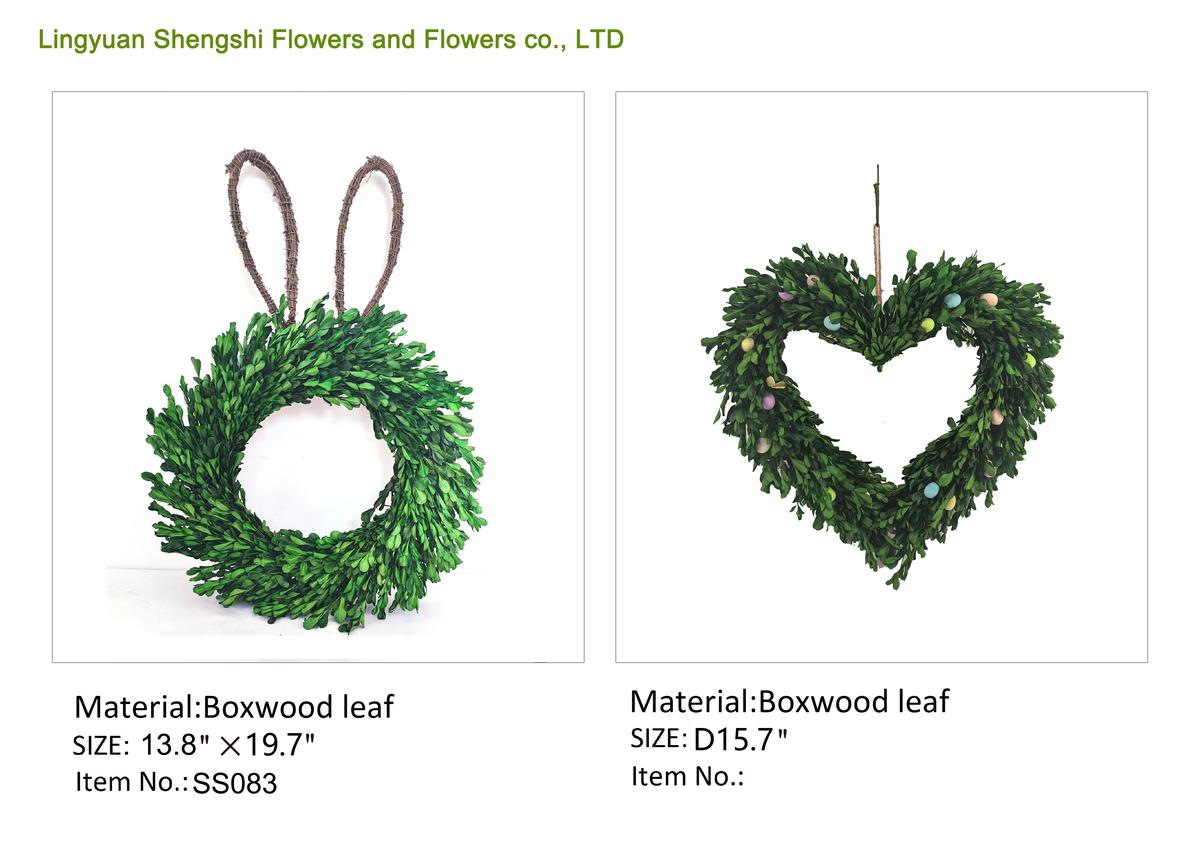 Lingyuan Shengshi Flowers and Flowers co., LTD
Material:Boxwood leaf
SIZE: 13.8" ×19.7"
Item No.:SS083
Material:Boxwood leaf
SIZE:D15.7"
Item No.: